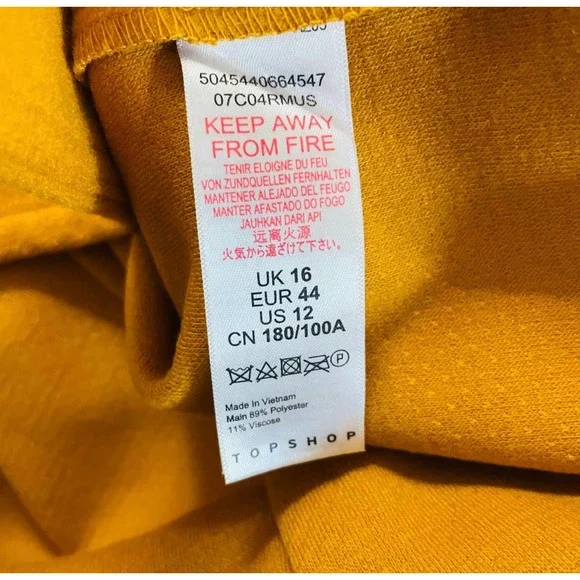 5045440664547
07C04RMUS
KEEP AWAY
FROM FIRE
TENIR ELOIGNE DU FEU
VON ZUNDQUELLEN FERNHALTEN
MANTENER ALEJADO DEL FEUGO
MANTER AFASTADO DO FOGO
JAUHKAN DARI API
远离火源
火気から遠ざけて下さい。
UK 16
EUR 44
US 12
CN 180/100A
P
Made In Vietnam
Main 89% Polyester
11% Viscose
TOPSHOP